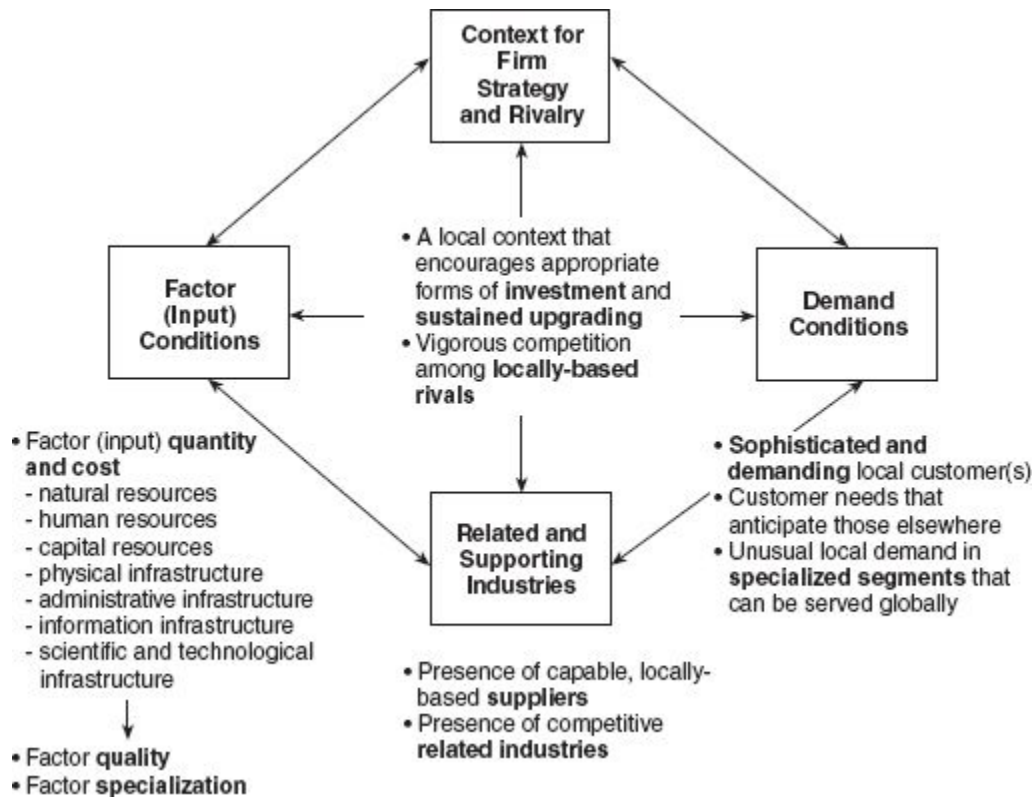 Context for
Firm
Strategy
and Rivalry
• A local context that
encourages appropriate
forms of investment and
sustained upgrading
• Vigorous competition
among locally-based
rivals
Factor
(Input)
Conditions
Demand
Conditions
• Factor (input) quantity
and cost
- natural resources
- human resources
- capital resources
- physical infrastructure
- administrative infrastructure
- information infrastructure
- scientific and technological
infrastructure
• Factor quality
• Factor specialization
Related and
Supporting
Industries
• Presence of capable, locally-
based suppliers
• Presence of competitive
related industries
• Sophisticated and
demanding local customer(s)
• Customer needs that
anticipate those elsewhere
• Unusual local demand in
specialized segments that
can be served globally